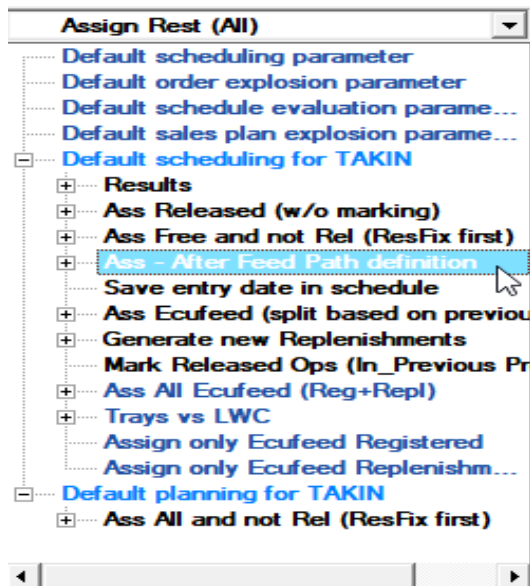 Assign Rest (All)
Default scheduling parameter
Default order explosion parameter
Default schedule evaluation parame...
Default sales plan explosion parame...
Default scheduling for TAKIN
Results
Ass Released (w/o marking)
Ass Free and not Rel (ResFix first)
Ass - After Feed Path definition
Save entry date in schedule
Ass Ecufeed (split based on previou
Generate new Replenishments
Mark Released Ops (In_Previous Pr
Ass All Ecufeed (Reg+Repl)
Trays vs LWC
Assign only Ecufeed Registered
Assign only Ecufeed Replenishm...
Default planning for TAKIN
Ass All and not Rel (ResFix first)